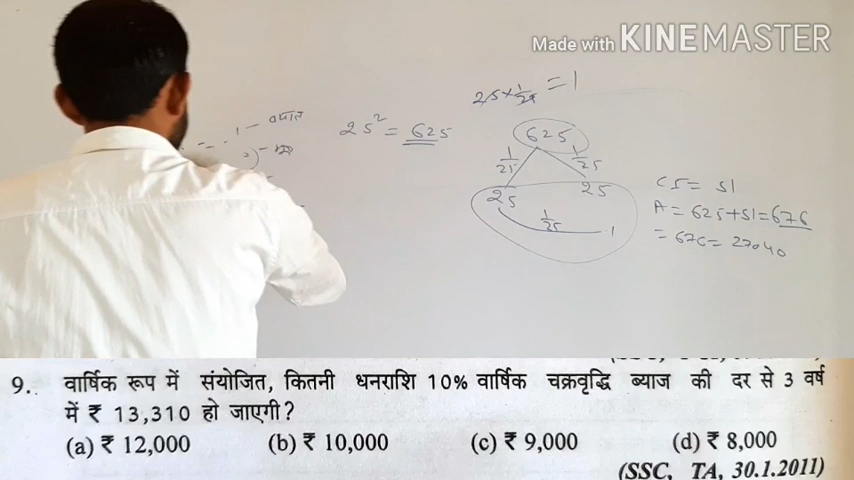 Made with KINEMASTER
25 × 1/25 = 1
25² = 625
625
1/25 1/25
25 25
1/25 1
CI = 51
A = 625 + 51 = 676
= 676 = 27040
9. वार्षिक रूप में संयोजित, कितनी धनराशि 10% वार्षिक चक्रवृद्धि ब्याज की दर से 3 वर्ष
में ₹ 13,310 हो जाएगी?
(a) ₹ 12,000 (b) ₹ 10,000 (c) ₹ 9,000 (d) ₹ 8,000
(SSC, TA, 30.1.2011)